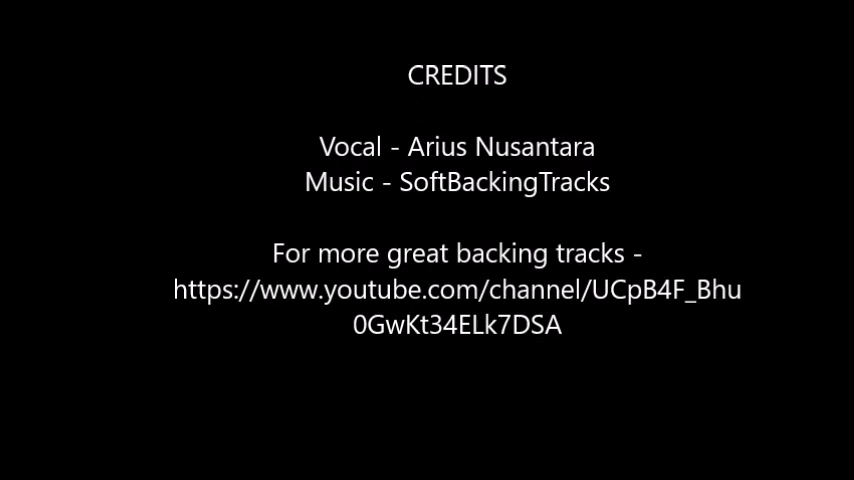 CREDITS
Vocal - Arius Nusantara
Music - SoftBackingTracks
For more great backing tracks -
https://www.youtube.com/channel/UCpB4F_Bhu
0GwKt34ELk7DSA